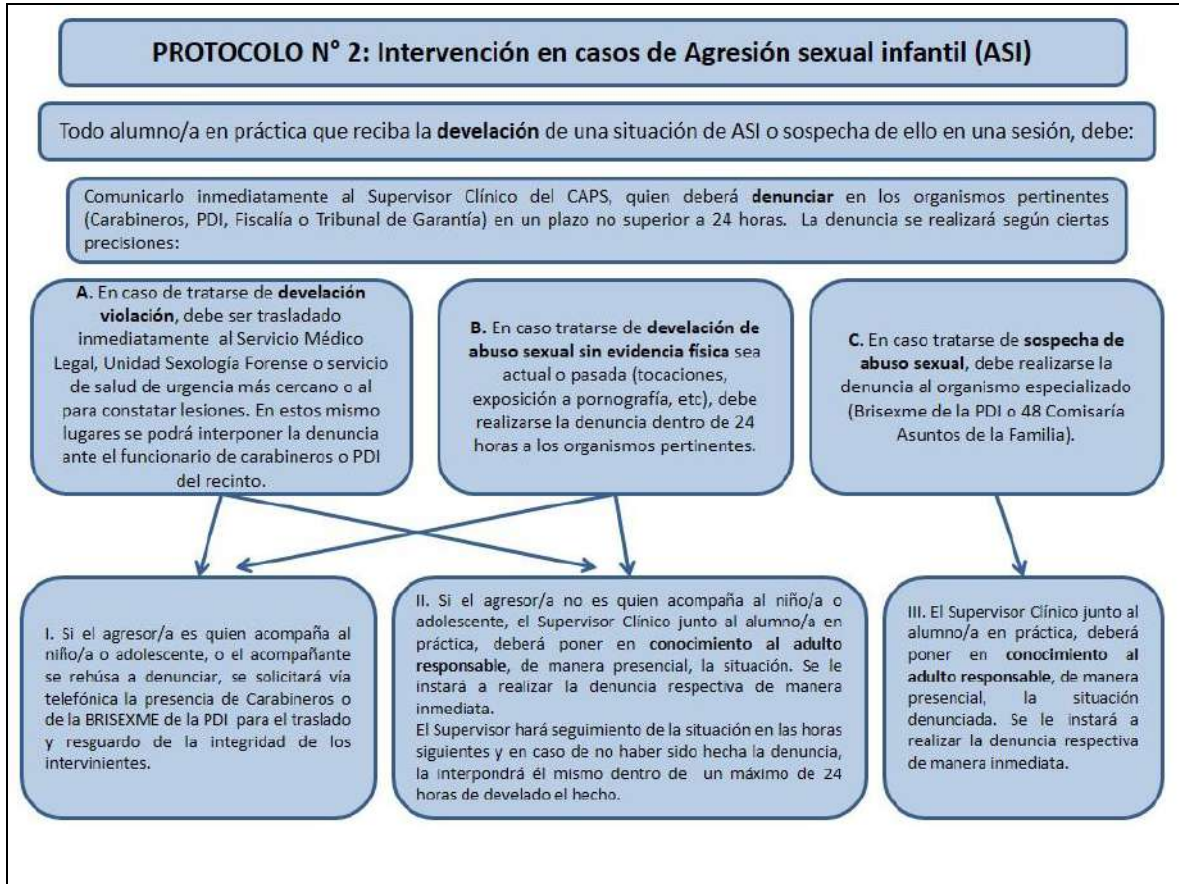 PROTOCOLO N° 2: Intervención en casos de Agresión sexual infantil (ASI)
Todo alumno/a en práctica que reciba la develación de una situación de ASI o sospecha de ello en una sesión, debe:
Comunicarlo inmediatamente al Supervisor Clínico del CAPS, quien deberá denunciar en los organismos pertinentes
(Carabineros, PDI, Fiscalía o Tribunal de Garantía) en un plazo no superior a 24 horas. La denuncia se realizará según ciertas
precisiones:
A. En caso de tratarse de develación
violación, debe ser trasladado
inmediatamente al Servicio Médico
Legal, Unidad Sexología Forense o servicio
de salud de urgencia más cercano o al
para constatar lesiones. En estos mismo
lugares se podrá interponer la denuncia
ante el funcionario de carabineros o PDI
del recinto.
B. En caso tratarse de develación de
abuso sexual sin evidencia física sea
actual o pasada (tocaciones,
exposición a pornografía, etc), debe
realizarse la denuncia dentro de 24
horas a los organismos pertinentes.
C. En caso tratarse de sospecha de
abuso sexual, debe realizarse la
denuncia al organismo especializado
(Brisexme de la PDI o 48 Comisaría
Asuntos de la Familia).
I. Si el agresor/a es quien acompaña al
niño/a o adolescente, o el acompañante
se rehúsa a denunciar, se solicitará vía
telefónica la presencia de Carabineros o
de la BRISEXME de la PDI para el traslado
y resguardo de la integridad de los
intervinientes.
II. Si el agresor/a no es quien acompaña al niño/a o
adolescente, el Supervisor Clínico junto al alumno/a en
práctica, deberá poner en conocimiento al adulto
responsable, de manera presencial, la situación. Se le
instará a realizar la denuncia respectiva de manera
inmediata.
El Supervisor hará seguimiento de la situación en las horas
siguientes y en caso de no haber sido hecha la denuncia,
la interpondrá él mismo dentro de un máximo de 24
horas de develado el hecho.
III. El Supervisor Clínico junto al
alumno/a en práctica, deberá
poner en conocimiento al
adulto responsable, de manera
presencial, la situación
denunciada. Se le instará a
realizar la denuncia respectiva
de manera inmediata.